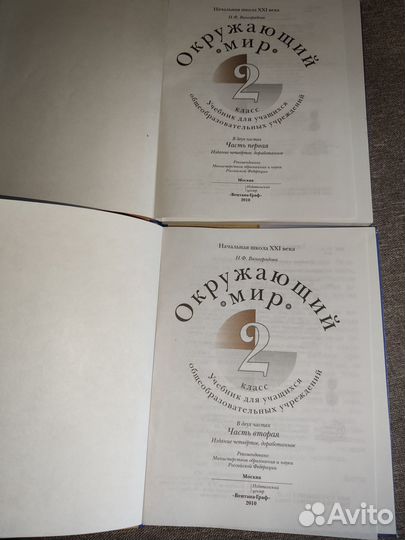 Начальная школа XXI века
Н.Ф. Виноградова
Окружающий
•мир•
2
класс
Учебник для учащихся
общеобразовательных учреждений
В двух частях
Часть первая
Издание четвёртое, доработанное
Рекомендовано
Министерством образования и науки
Российской Федерации
Москва
Издательский
центр
«Вентана-Граф»
2010
Начальная школа XXI века
Н.Ф. Виноградова
Окружающий
•мир•
2
класс
Учебник для учащихся
общеобразовательных учреждений
В двух частях
Часть вторая
Издание четвёртое, доработанное
Рекомендовано
Министерством образования и науки
Российской Федерации
Москва
Издательский
центр
«Вентана-Граф»
2010
Avito